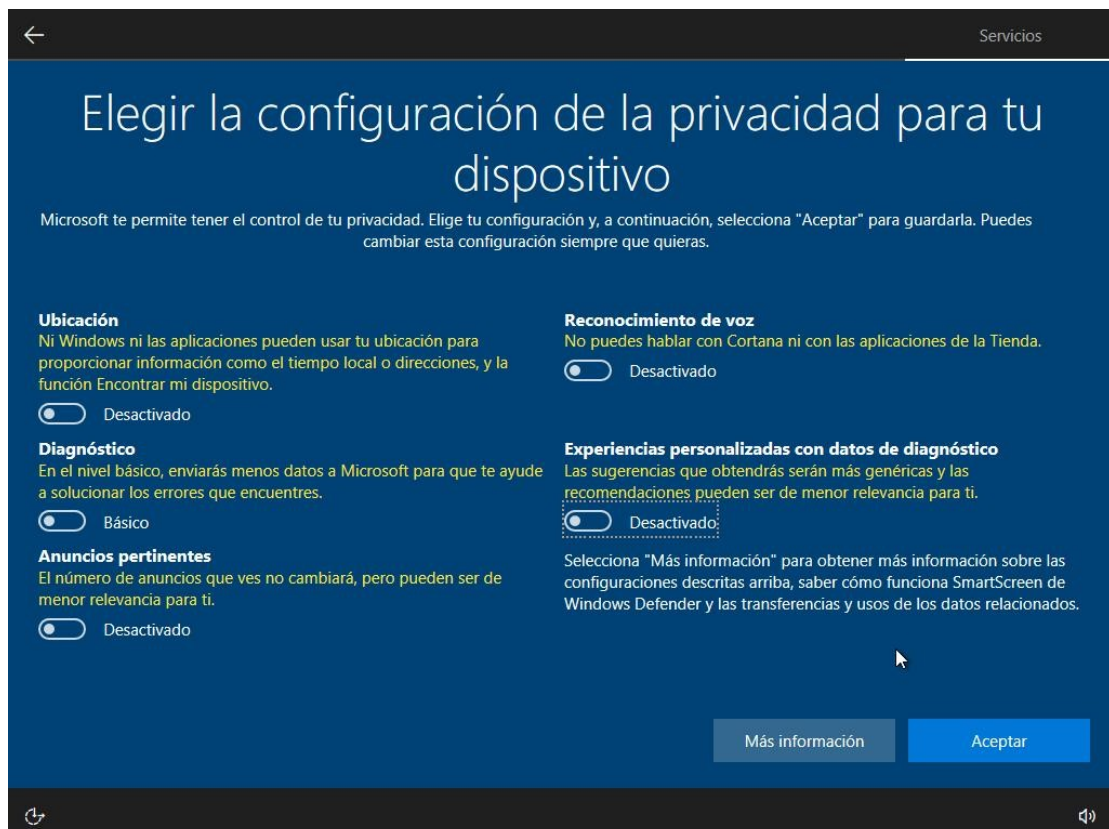 Servicios
Elegir la configuración de la privacidad para tu
dispositivo
Microsoft te permite tener el control de tu privacidad. Elige tu configuración y, a continuación, selecciona "Aceptar" para guardarla. Puedes
cambiar esta configuración siempre que quieras.
Ubicación
Ni Windows ni las aplicaciones pueden usar tu ubicación para
proporcionar información como el tiempo local o direcciones, y la
función Encontrar mi dispositivo.
Desactivado
Reconocimiento de voz
No puedes hablar con Cortana ni con las aplicaciones de la Tienda.
Desactivado
Diagnóstico
En el nivel básico, enviarás menos datos a Microsoft para que te ayude
a solucionar los errores que encuentres.
Básico
Experiencias personalizadas con datos de diagnóstico
Las sugerencias que obtendrás serán más genéricas y las
recomendaciones pueden ser de menor relevancia para ti.
Desactivado
Anuncios pertinentes
El número de anuncios que ves no cambiará, pero pueden ser de
menor relevancia para ti.
Desactivado
Selecciona "Más información" para obtener más información sobre las
configuraciones descritas arriba, saber cómo funciona SmartScreen de
Windows Defender y las transferencias y usos de los datos relacionados.
Más información
Aceptar